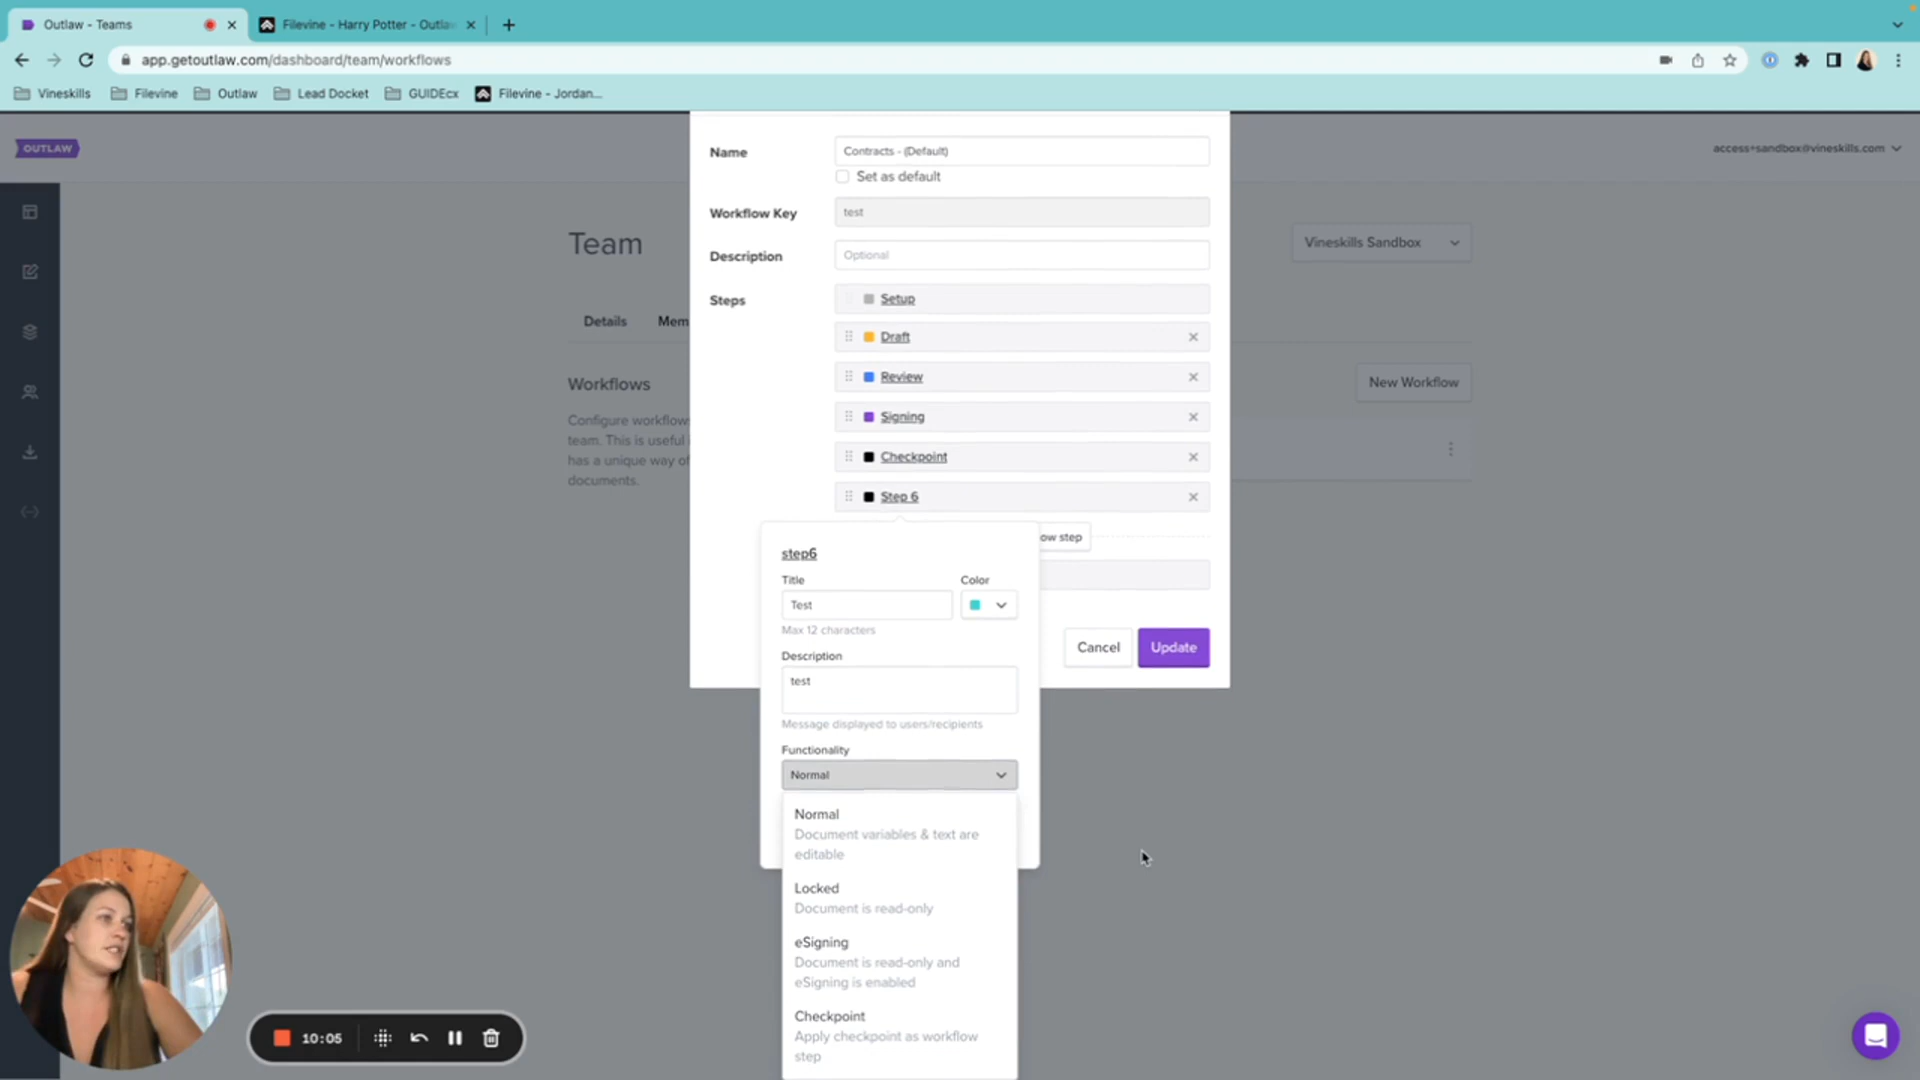 Outlaw - Teams
Filevine - Harry Potter - Outlaw
app.getoutlaw.com/dashboard/team/workflows
Vineskills
Filevine
Outlaw
Lead Docket
GUIDEcx
Filevine - Jordan...
OUTLAW
access+sandbox@vineskills.com
Team
Vineskills Sandbox
Details
Mem
Workflows
New Workflow
Configure workflows
team. This is useful
has a unique way of
documents.
Name
Contracts - (Default)
Set as default
Workflow Key
test
Description
Optional
Steps
Setup
Draft
Review
Signing
Checkpoint
Step 6
ow step
Cancel
Update
step6
Title
Color
Test
Max 12 characters
Description
test
Message displayed to users/recipients
Functionality
Normal
Normal
Document variables & text are
editable
Locked
Document is read-only
eSigning
Document is read-only and
eSigning is enabled
Checkpoint
Apply checkpoint as workflow
step
10:05